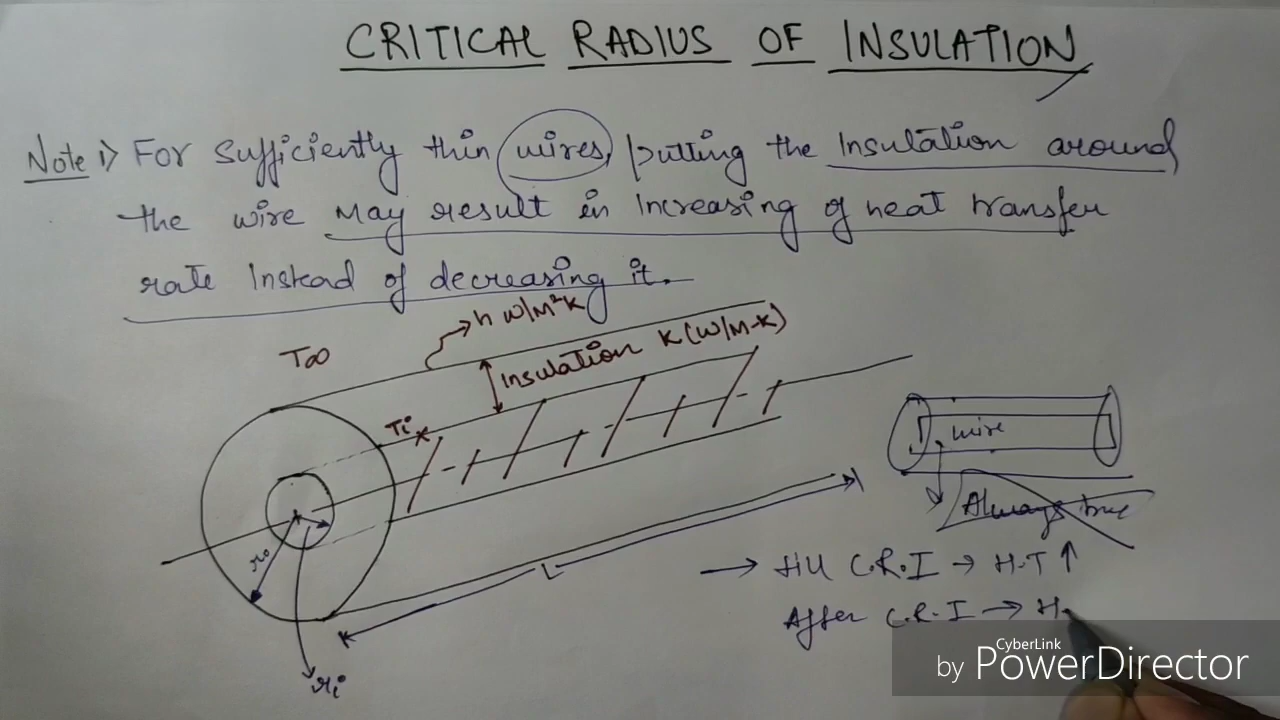 CRITICAL RADIUS OF INSULATION
Note 1) For sufficiently thin wires, putting the Insulation around
the wire May result in Increasing of heat transfer
rate Instead of decreasing it.
h W/M²K
T∞
Insulation K (W/M-K)
Ti
wire
Always true
→ till C.R.I → H.T ↑
After C.R.I → H.
L
ro
ri
CyberLink
by PowerDirector